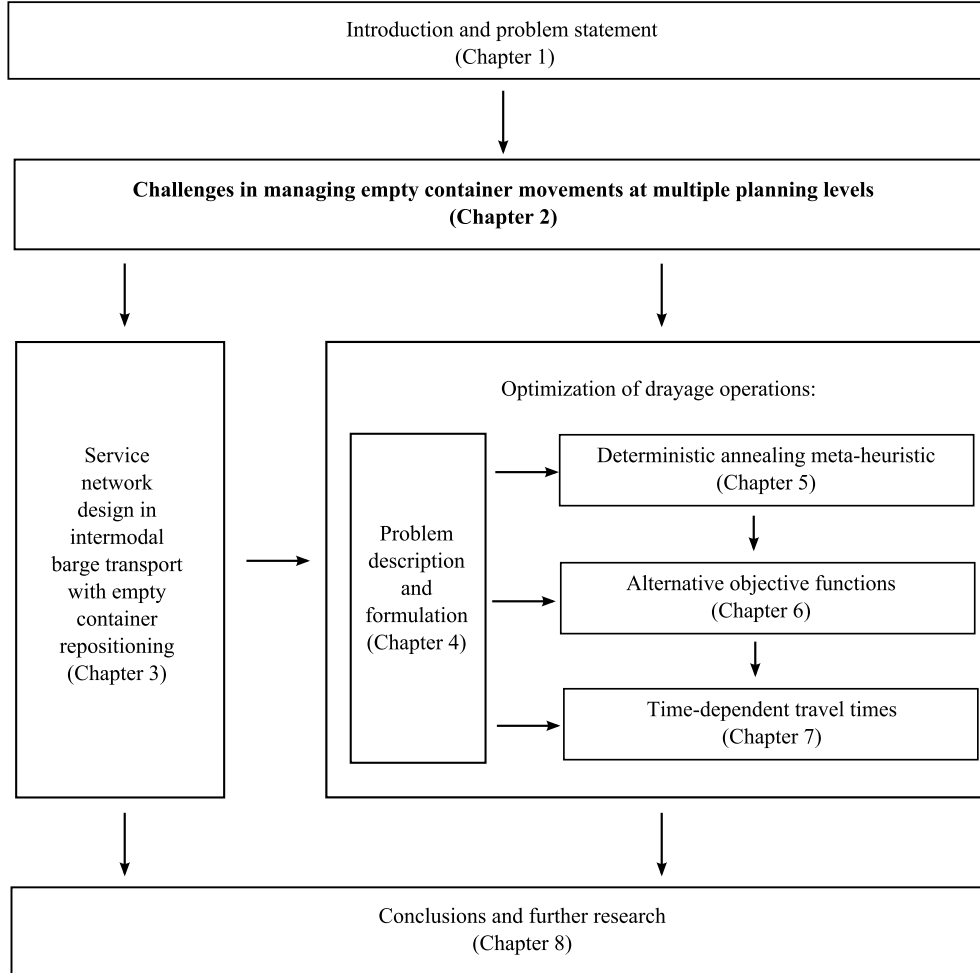 Introduction and problem statement
(Chapter 1)
Challenges in managing empty container movements at multiple planning levels
(Chapter 2)
Service
network
design in
intermodal
barge transport
with empty
container
repositioning
(Chapter 3)
Optimization of drayage operations:
Problem
description
and
formulation
(Chapter 4)
Deterministic annealing meta-heuristic
(Chapter 5)
Alternative objective functions
(Chapter 6)
Time-dependent travel times
(Chapter 7)
Conclusions and further research
(Chapter 8)